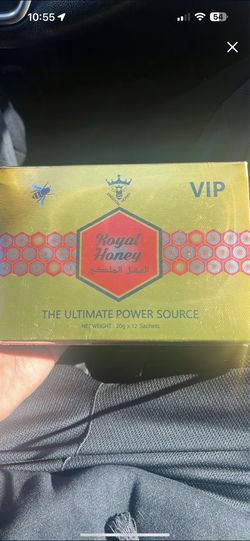 10:55
54
VIP
Royal
Honey
العسل الملكي
THE ULTIMATE POWER SOURCE
NET WEIGHT : 20g x 12 Sachets